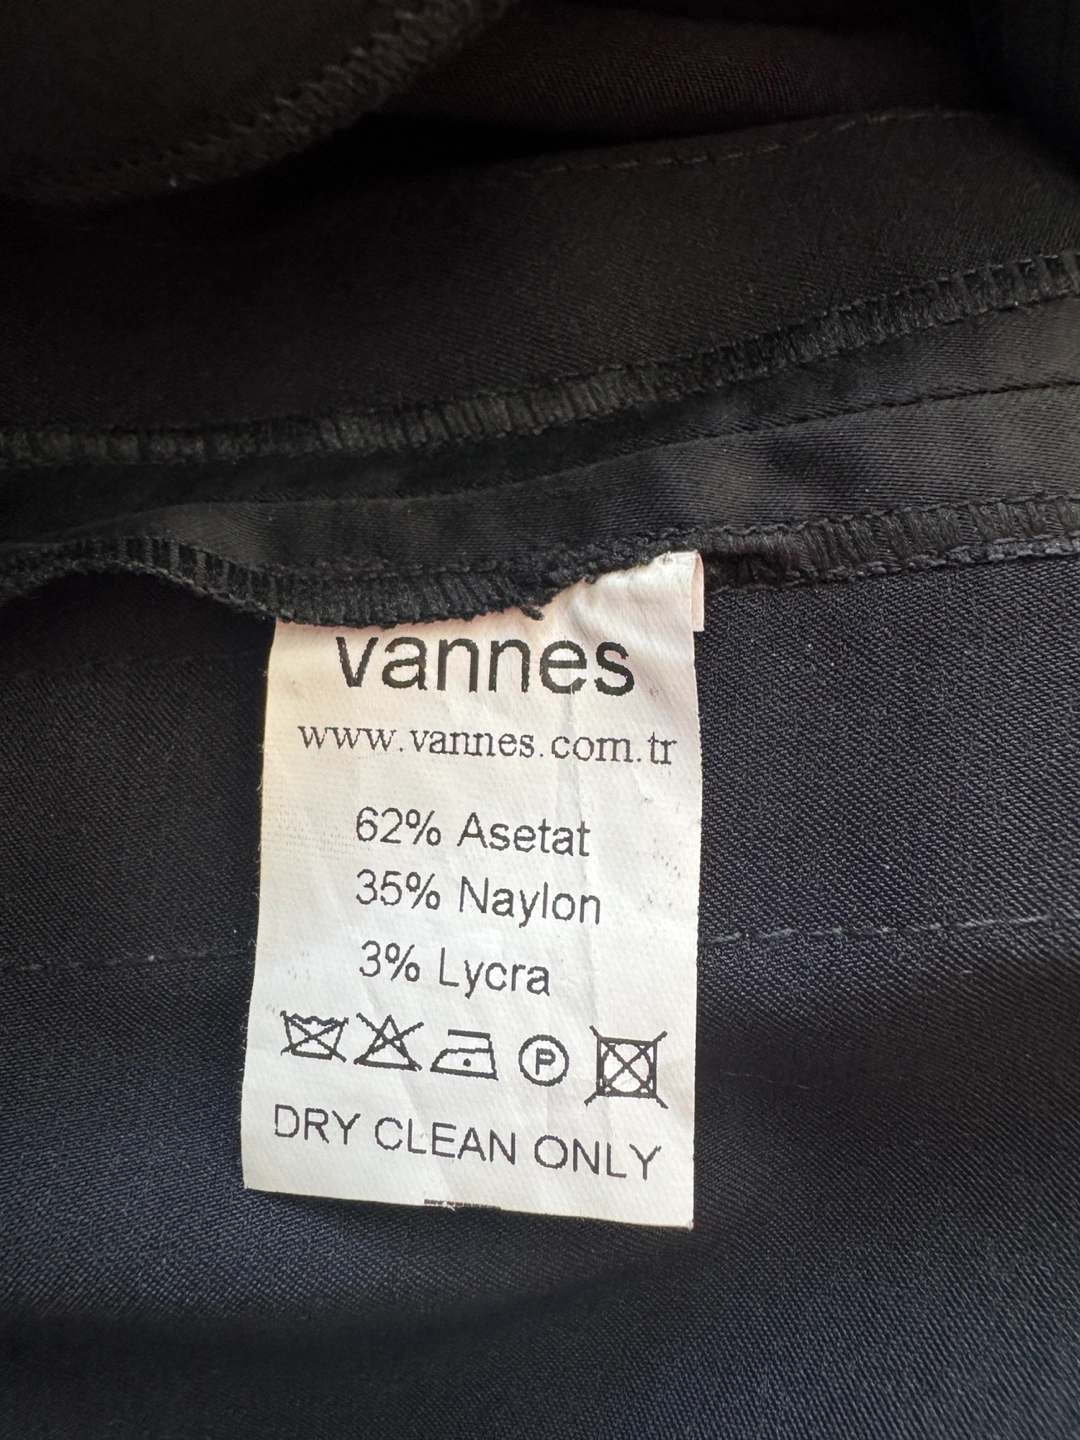 vannes
www.vannes.com.tr
62% Asetat
35% Naylon
3% Lycra
P
DRY CLEAN ONLY